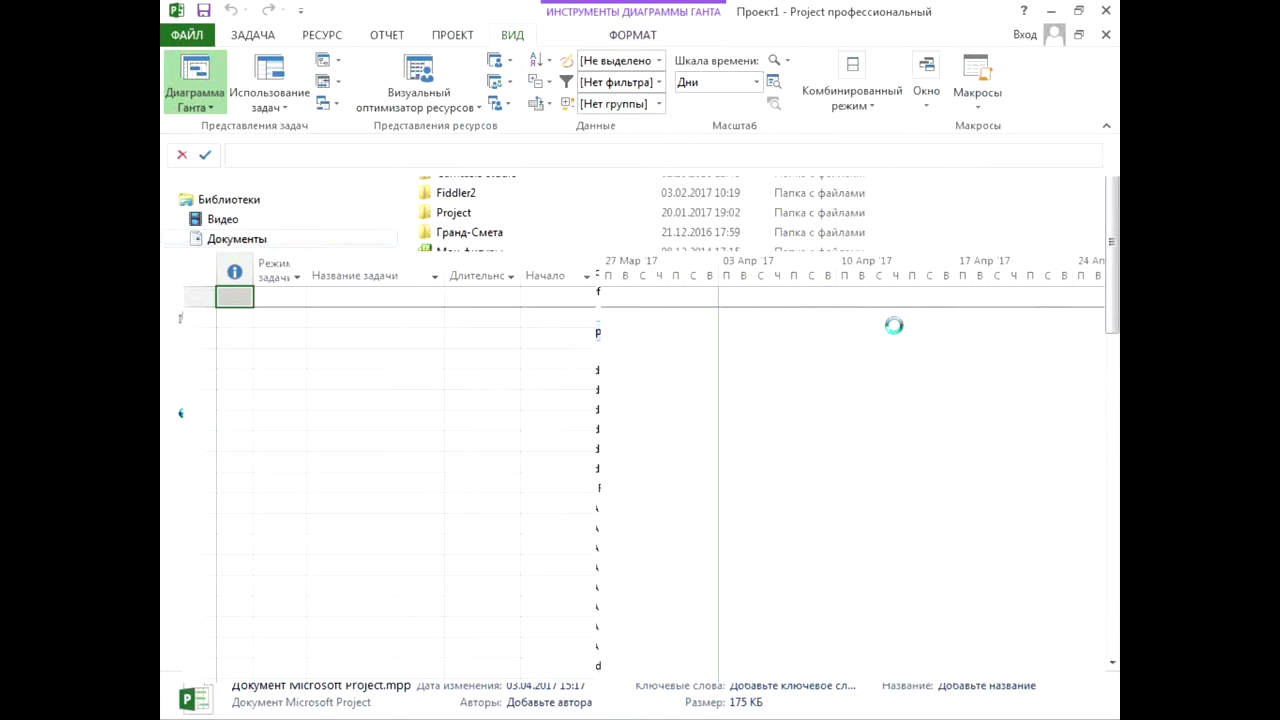 ИНСТРУМЕНТЫ ДИАГРАММЫ ГАНТА Проект1 - Project профессиональный
ФАЙЛ ЗАДАЧА РЕСУРС ОТЧЕТ ПРОЕКТ ВИД ФОРМАТ Вход
[Не выделено Шкала времени:
Диаграмма Использование Визуальный [Нет фильтра] Дни Комбинированный Окно Макросы
Ганта задач оптимизатор ресурсов [Нет группы] режим
Представления задач Представления ресурсов Данные Масштаб Макросы
Fiddler2 03.02.2017 10:19 Папка с файлами
Библиотеки
Project 20.01.2017 19:02 Папка с файлами
Видео
Гранд-Смета 21.12.2016 17:59 Папка с файлами
Документы
27 Мар '17 03 Апр '17 10 Апр '17 17 Апр '17 24 Ап
Режим задачи Название задачи Длительнс Начало
П В С Ч П С В П В С Ч П С В П В С Ч П С В П В С Ч П С В П В
Документ Microsoft Project.mpp Дата изменения: 03.04.2017 15:17 Ключевые слова: Добавьте ключевое сл... Название: Добавьте название
Документ Microsoft Project Авторы: Добавьте автора Размер: 175 КБ